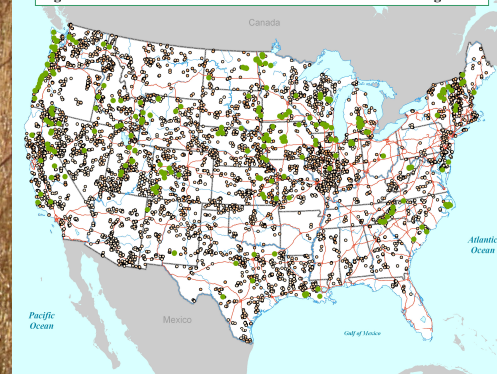 Canada
Atlantic
Ocean
Pacific
Ocean
Mexico
Gulf of Mexico